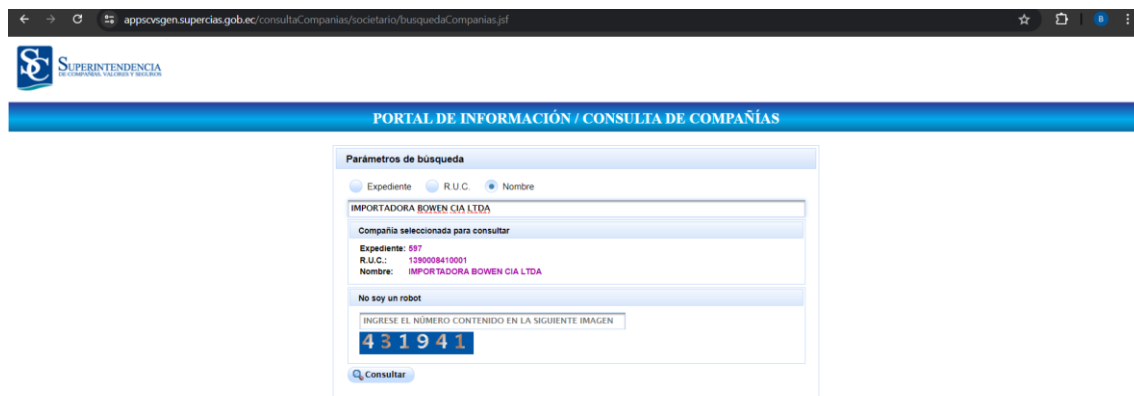 appscvsgen.supercias.gob.ec/consultaCompanias/societario/busquedaCompanias.jsf
B
SC
SUPERINTENDENCIA
DE COMPAÑÍAS, VALORES Y SEGUROS
PORTAL DE INFORMACIÓN / CONSULTA DE COMPAÑÍAS
Parámetros de búsqueda
Expediente R.U.C. Nombre
IMPORTADORA BOWEN CIA LTDA
Compañia seleccionada para consultar
Expediente: 597
R.U.C.: 1390008410001
Nombre: IMPORTADORA BOWEN CIA LTDA
No soy un robot
INGRESE EL NÚMERO CONTENIDO EN LA SIGUIENTE IMAGEN
431941
Consultar